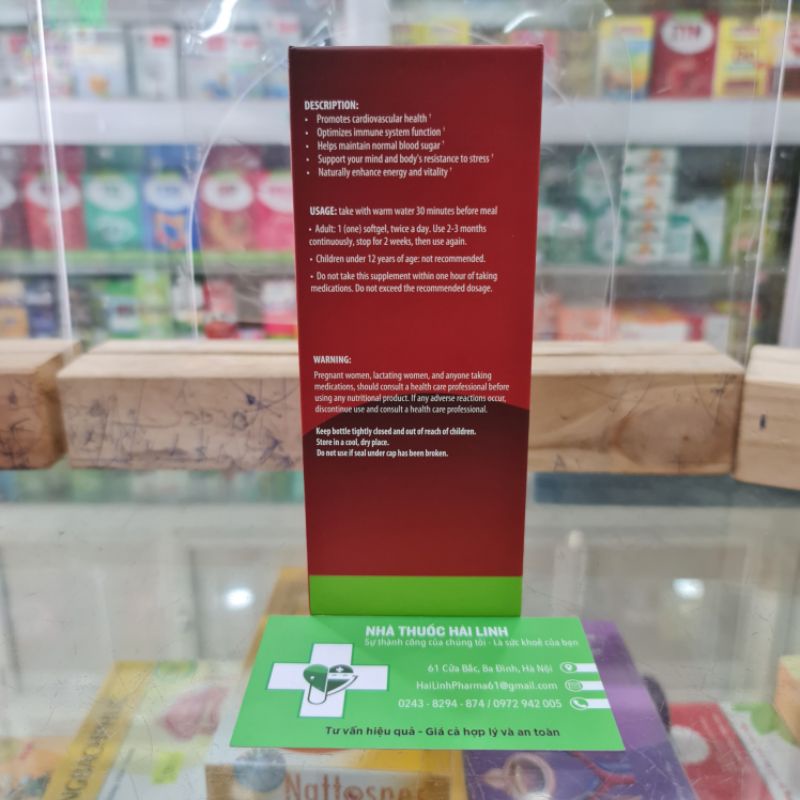 DESCRIPTION:
• Promotes cardiovascular health †
• Optimizes immune system function †
• Helps maintain normal blood sugar †
• Support your mind and body's resistance to stress †
• Naturally enhance energy and vitality †
USAGE: take with warm water 30 minutes before meal
• Adult: 1 (one) softgel, twice a day. Use 2-3 months
continuously, stop for 2 weeks, then use again.
• Children under 12 years of age: not recommended.
• Do not take this supplement within one hour of taking
medications. Do not exceed the recommended dosage.
WARNING:
Pregnant women, lactating women, and anyone taking
medications, should consult a health care professional before
using any nutritional product. If any adverse reactions occur,
discontinue use and consult a health care professional.
Keep bottle tightly closed and out of reach of children.
Store in a cool, dry place.
Do not use if seal under cap has been broken.
NHÀ THUỐC HẢI LINH
Sự thành công của chúng tôi - Là sức khoẻ của bạn
61 Cửa Bắc, Ba Đình, Hà Nội
HaiLinhPharma61@gmail.com
0243 - 8294 - 874 / 0972 942 005
Tư vấn hiệu quả - Giá cả hợp lý và an toàn
Nattospes